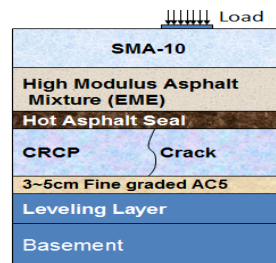 Load
SMA-10
High Modulus Asphalt
Mixture (EME)
Hot Asphalt Seal
CRCP Crack
3~5cm Fine graded AC5
Leveling Layer
Basement